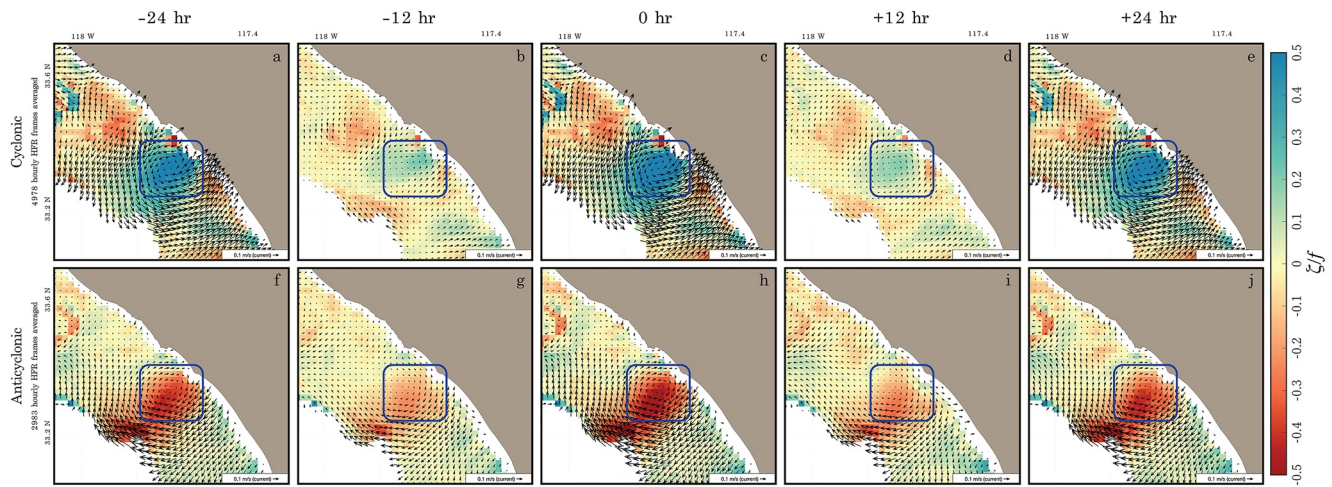 -24 hr -12 hr 0 hr +12 hr +24 hr
118 W 117.4 118 W 117.4 118 W 117.4 118 W 117.4 118 W 117.4
Cyclonic
4978 hourly HFR frames averaged
33.6 N
33.2 N
a b c d e
0.1 m/s (current) 0.1 m/s (current) 0.1 m/s (current) 0.1 m/s (current) 0.1 m/s (current)
Anticyclonic
2983 hourly HFR frames averaged
33.6 N
33.2 N
f g h i j
0.1 m/s (current) 0.1 m/s (current) 0.1 m/s (current) 0.1 m/s (current) 0.1 m/s (current)
0.5
0.4
0.3
0.2
0.1
0
-0.1
-0.2
-0.3
-0.4
-0.5
ζ/f